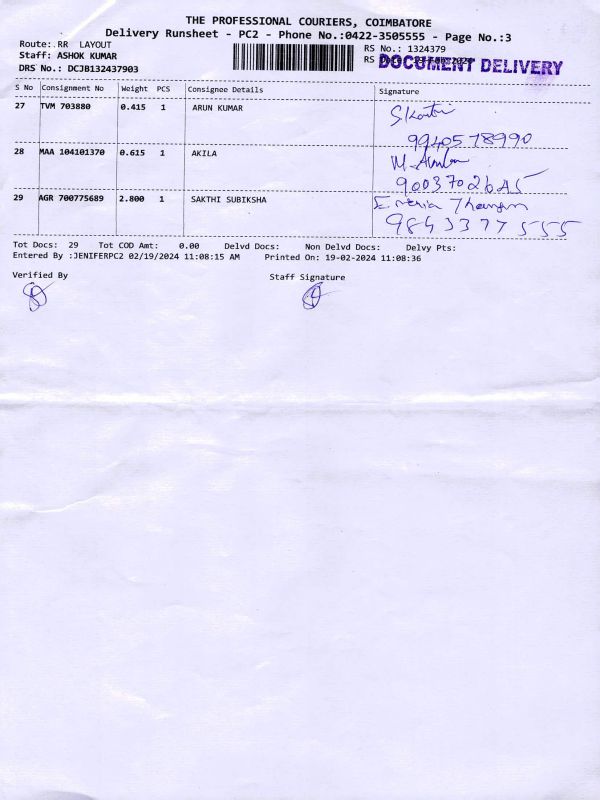 THE PROFESSIONAL COURIERS, COIMBATORE
Delivery Runsheet - PC2 - Phone No.:0422-3505555 - Page No.:3
Route: RR LAYOUT
Staff: ASHOK KUMAR
DRS No.: DCJB132437903
RS No.: 1324379
RS
DOCUMENT DELIVERY
S No Consignment No Weight PCS Consignee Details Signature
27 TVM 703880 0.415 1 ARUN KUMAR
9940578990
28 MAA 104101370 0.615 1 AKILA
29 AGR 700775689 2.800 1 SAKTHI SUBIKSHA
9843377555
Tot Docs: 29 Tot COD Amt: 0.00 Delvd Docs: Non Delvd Docs: Delvy Pts:
Entered By :JENIFERPC2 02/19/2024 11:08:15 AM Printed On: 19-02-2024 11:08:36
Verified By Staff Signature